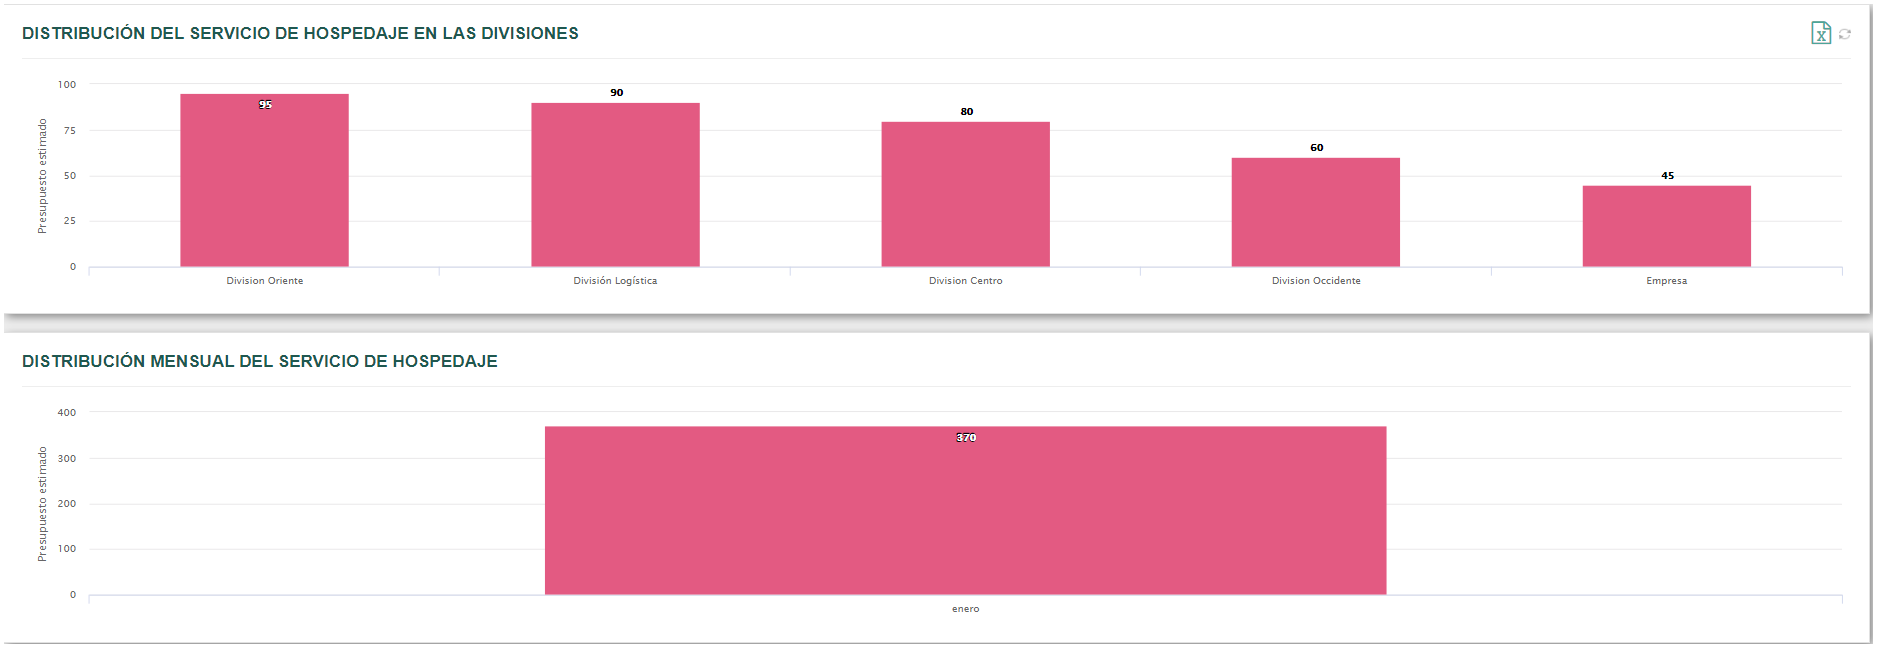 DISTRIBUCIÓN DEL SERVICIO DE HOSPEDAJE EN LAS DIVISIONES
Presupuesto estimado
100
75
50
25
0
95
90
80
60
45
Division Oriente
División Logística
Division Centro
Division Occidente
Empresa
DISTRIBUCIÓN MENSUAL DEL SERVICIO DE HOSPEDAJE
Presupuesto estimado
400
300
200
100
0
370
enero